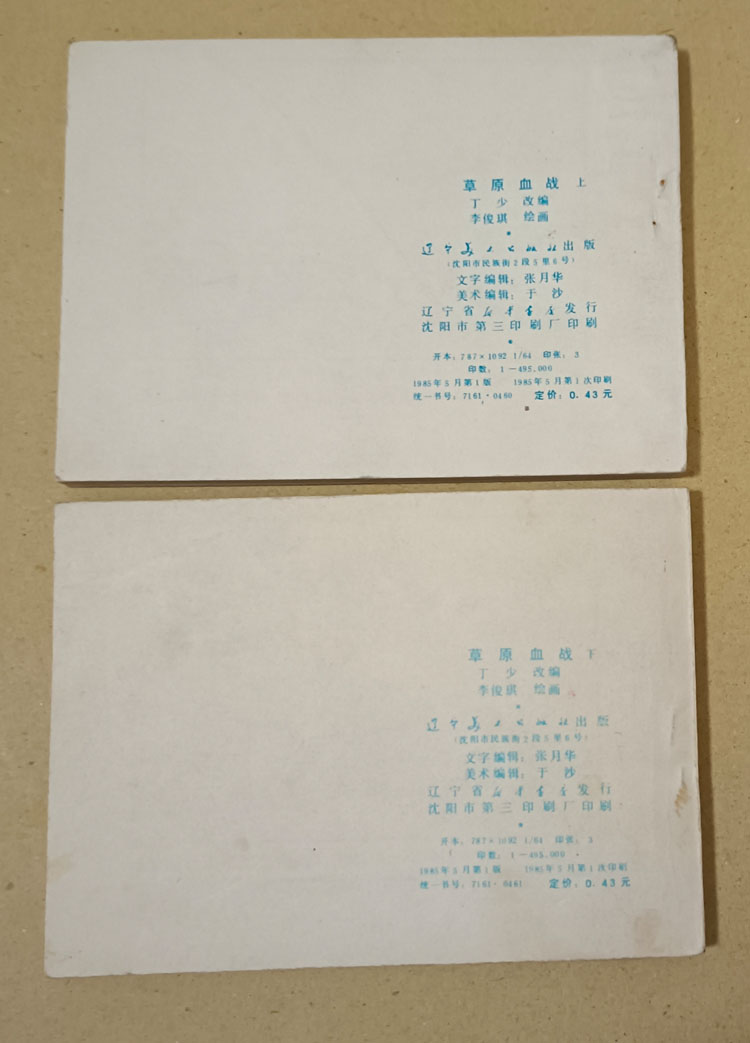 草原血战 上
丁少 改编
李俊琪 绘画
辽宁美术出版社出版
(沈阳市民族街2段5里6号)
文字编辑：张月华
美术编辑：于沙
辽宁省新华书店发行
沈阳市第三印刷厂印刷
开本：787×1092 1/64 印张：3
印数：1—495,000
1985年5月第1版 1985年5月第1次印刷
统一书号：7161·0460 定价：0.43元
草原血战 下
丁少 改编
李俊琪 绘画
辽宁美术出版社出版
(沈阳市民族街2段5里6号)
文字编辑：张月华
美术编辑：于沙
辽宁省新华书店发行
沈阳市第三印刷厂印刷
开本：787×1092 1/64 印张：3
印数：1—495,000
1985年5月第1版 1985年5月第1次印刷
统一书号：7161·0461 定价：0.43元